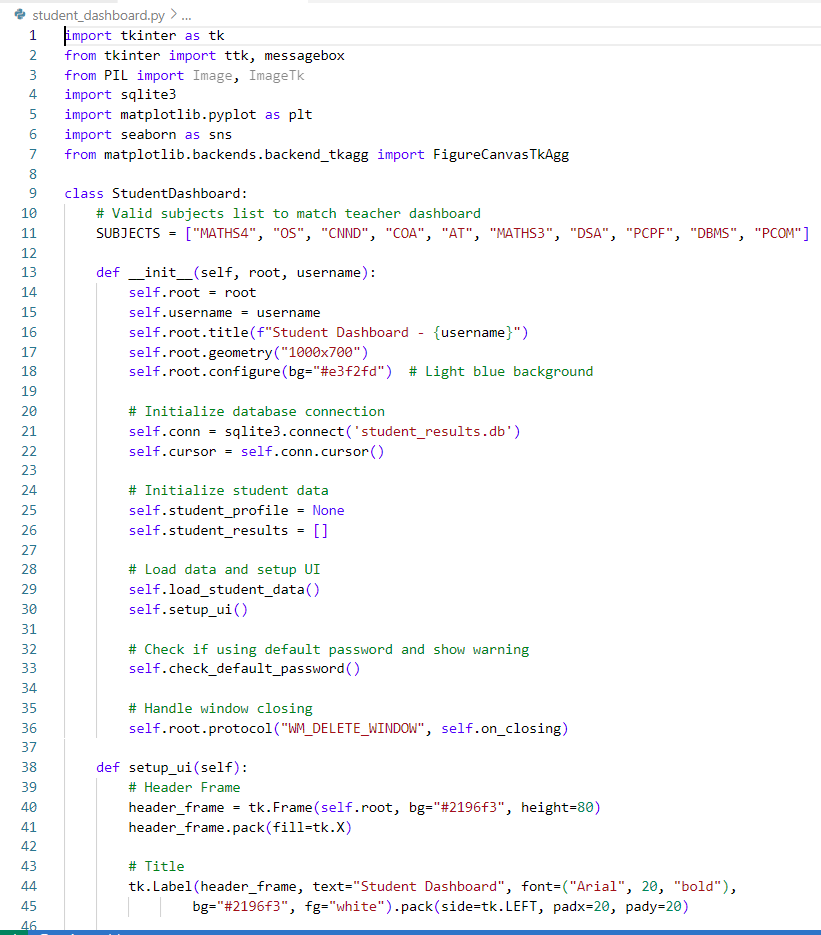 student_dashboard.py > ...
1 import tkinter as tk
2 from tkinter import ttk, messagebox
3 from PIL import Image, ImageTk
4 import sqlite3
5 import matplotlib.pyplot as plt
6 import seaborn as sns
7 from matplotlib.backends.backend_tkagg import FigureCanvasTkAgg
8
9 class StudentDashboard:
10     # Valid subjects list to match teacher dashboard
11     SUBJECTS = ["MATHS4", "OS", "CNND", "COA", "AT", "MATHS3", "DSA", "PCPF", "DBMS", "PCOM"]
12
13     def __init__(self, root, username):
14         self.root = root
15         self.username = username
16         self.root.title(f"Student Dashboard - {username}")
17         self.root.geometry("1000x700")
18         self.root.configure(bg="#e3f2fd")  # Light blue background
19
20         # Initialize database connection
21         self.conn = sqlite3.connect('student_results.db')
22         self.cursor = self.conn.cursor()
23
24         # Initialize student data
25         self.student_profile = None
26         self.student_results = []
27
28         # Load data and setup UI
29         self.load_student_data()
30         self.setup_ui()
31
32         # Check if using default password and show warning
33         self.check_default_password()
34
35         # Handle window closing
36         self.root.protocol("WM_DELETE_WINDOW", self.on_closing)
37
38     def setup_ui(self):
39         # Header Frame
40         header_frame = tk.Frame(self.root, bg="#2196f3", height=80)
41         header_frame.pack(fill=tk.X)
42
43         # Title
44         tk.Label(header_frame, text="Student Dashboard", font=("Arial", 20, "bold"),
45                 bg="#2196f3", fg="white").pack(side=tk.LEFT, padx=20, pady=20)
46